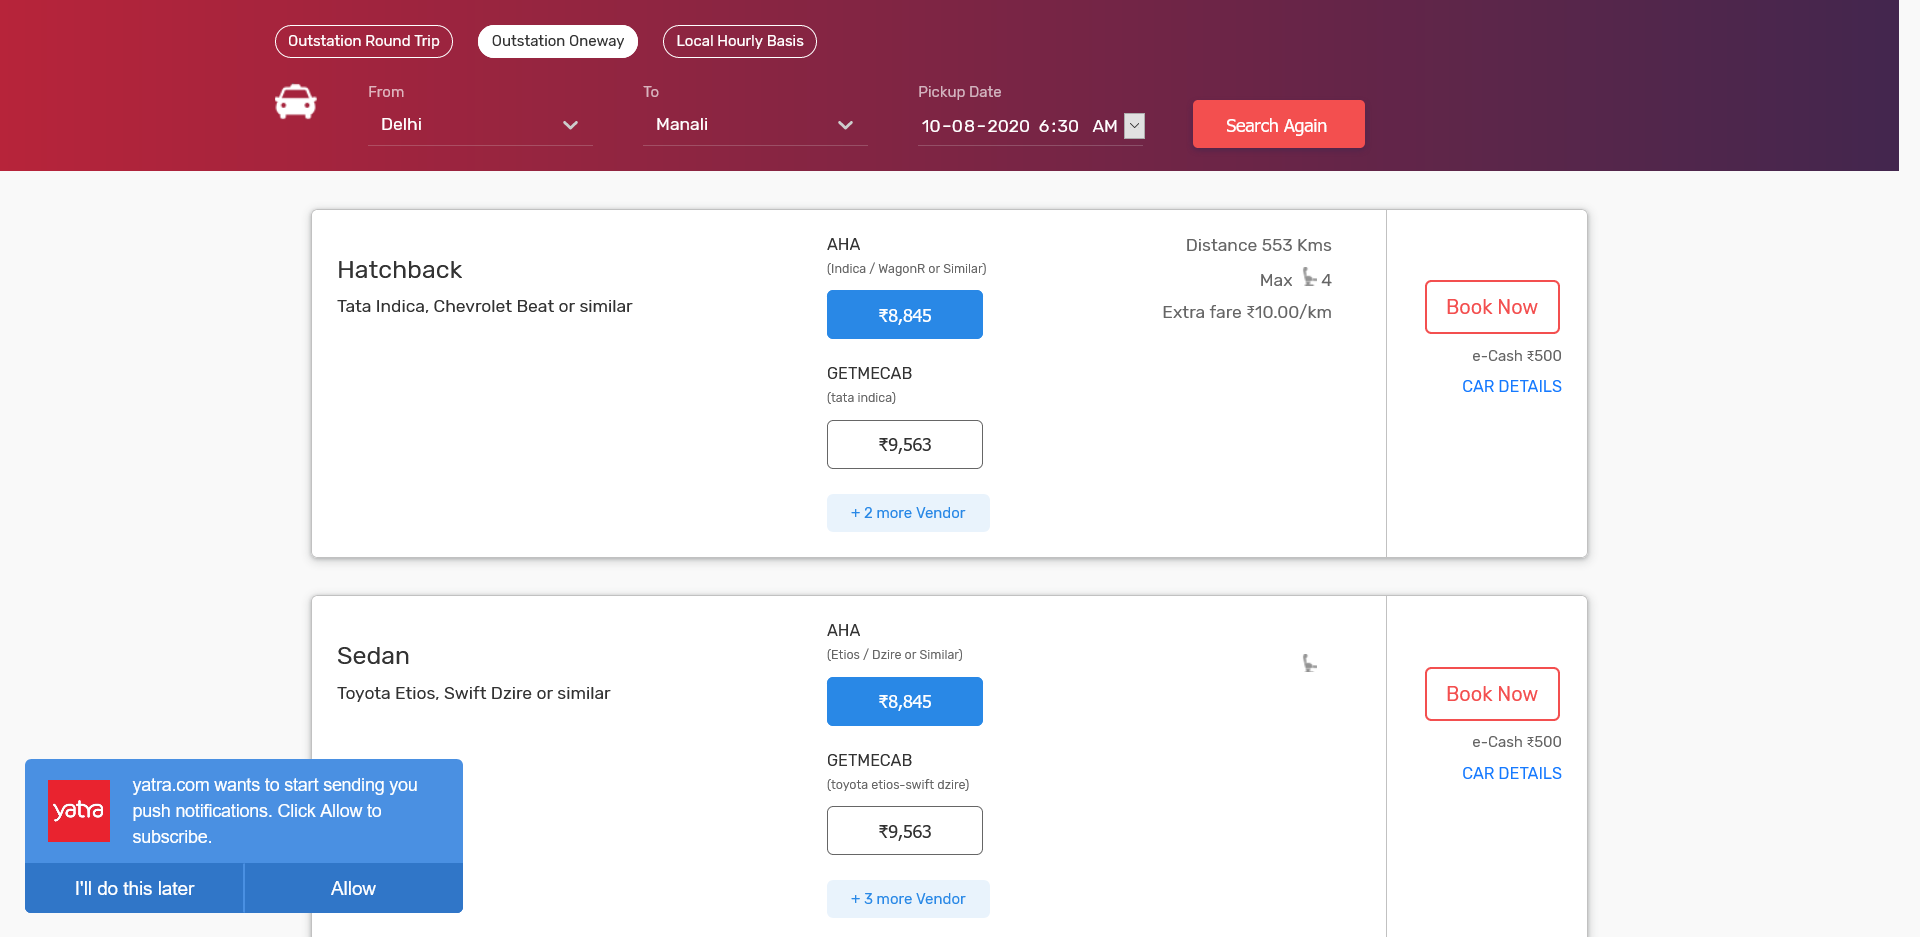 Outstation Round Trip
Outstation Oneway
Local Hourly Basis
From
To
Pickup Date
Delhi
Manali
10-08-2020 6:30 AM
Search Again
Hatchback
Tata Indica, Chevrolet Beat or similar
AHA
(Indica / WagonR or Similar)
₹8,845
GETMECAB
(tata indica)
₹9,563
+ 2 more Vendor
Distance 553 Kms
Max 4
Extra fare ₹10.00/km
Book Now
e-Cash ₹500
CAR DETAILS
Sedan
Toyota Etios, Swift Dzire or similar
AHA
(Etios / Dzire or Similar)
₹8,845
GETMECAB
(toyota etios-swift dzire)
₹9,563
+ 3 more Vendor
Book Now
e-Cash ₹500
CAR DETAILS
yatra
yatra.com wants to start sending you
push notifications. Click Allow to
subscribe.
I'll do this later
Allow